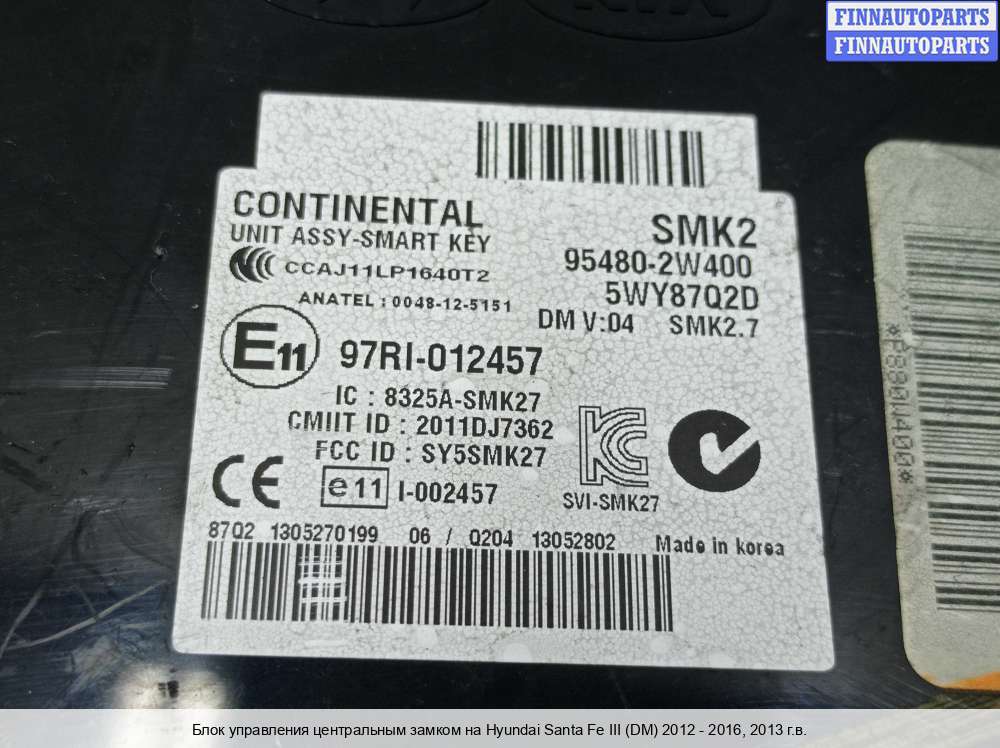 FINNAUTOPARTS
FINNAUTOPARTS
CONTINENTAL
UNIT ASSY-SMART KEY
CCAJ11LP1640T2
ANATEL : 0048-12-5151
SMK2
95480-2W400
5WY87Q2D
DM V:04 SMK2.7
E11 97RI-012457
IC : 8325A-SMK27
CMIIT ID : 2011DJ7362
FCC ID : SY5SMK27
CE e11 I-002457
SVI-SMK27
87Q2 1305270199 06 / Q204 13052802 Made in korea
Блок управления центральным замком на Hyundai Santa Fe III (DM) 2012 - 2016, 2013 г.в.